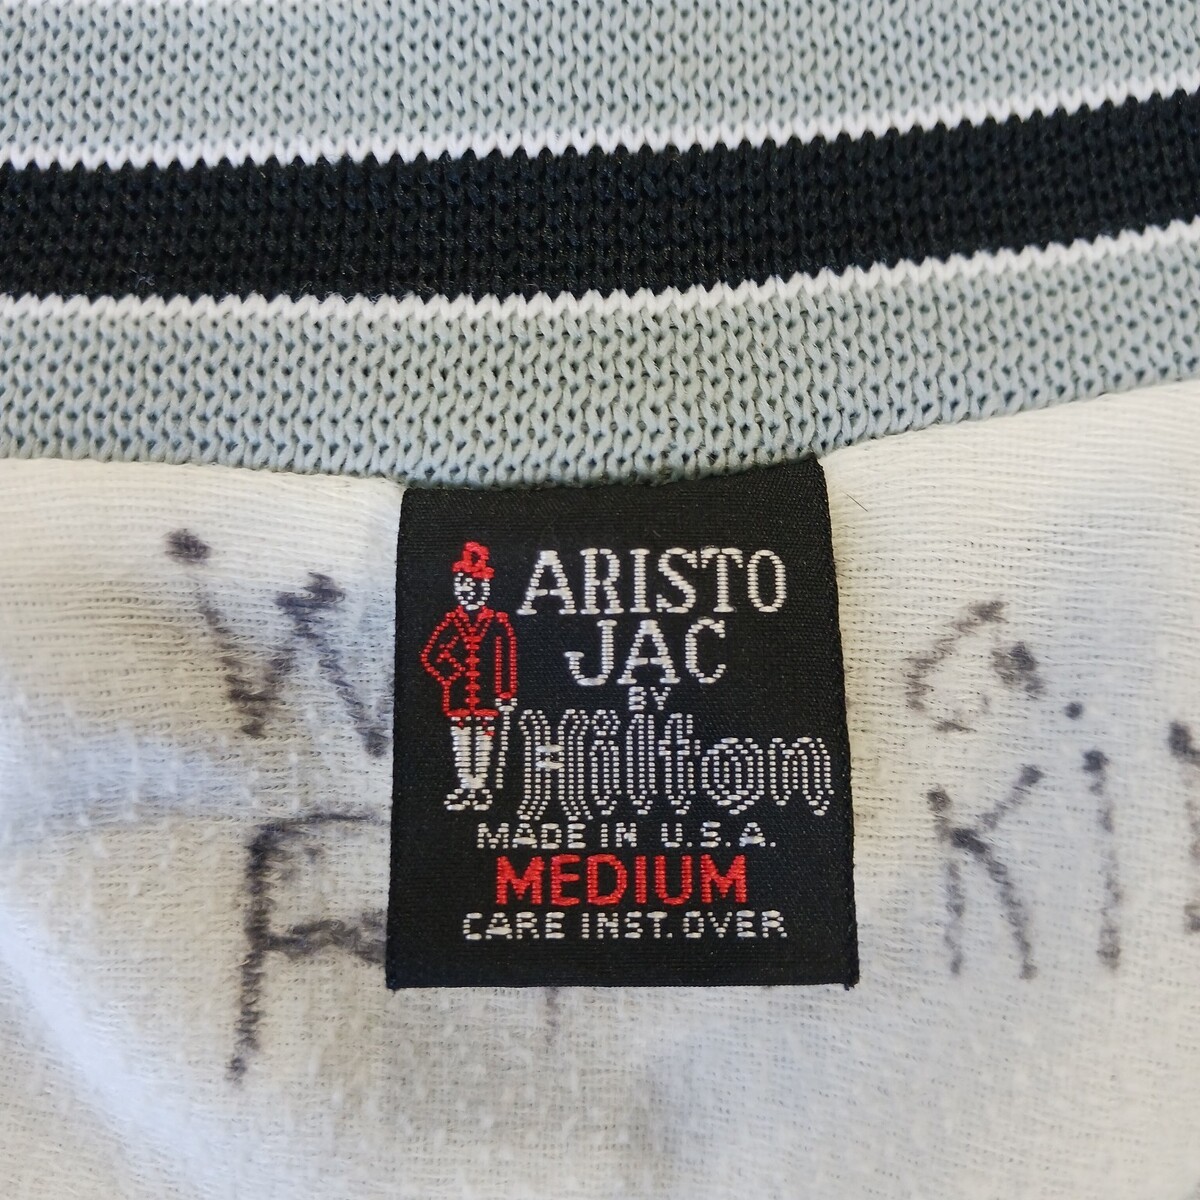 ARISTO
JAC
BY
Hilton
MADE IN U.S.A.
MEDIUM
CARE INST. OVER